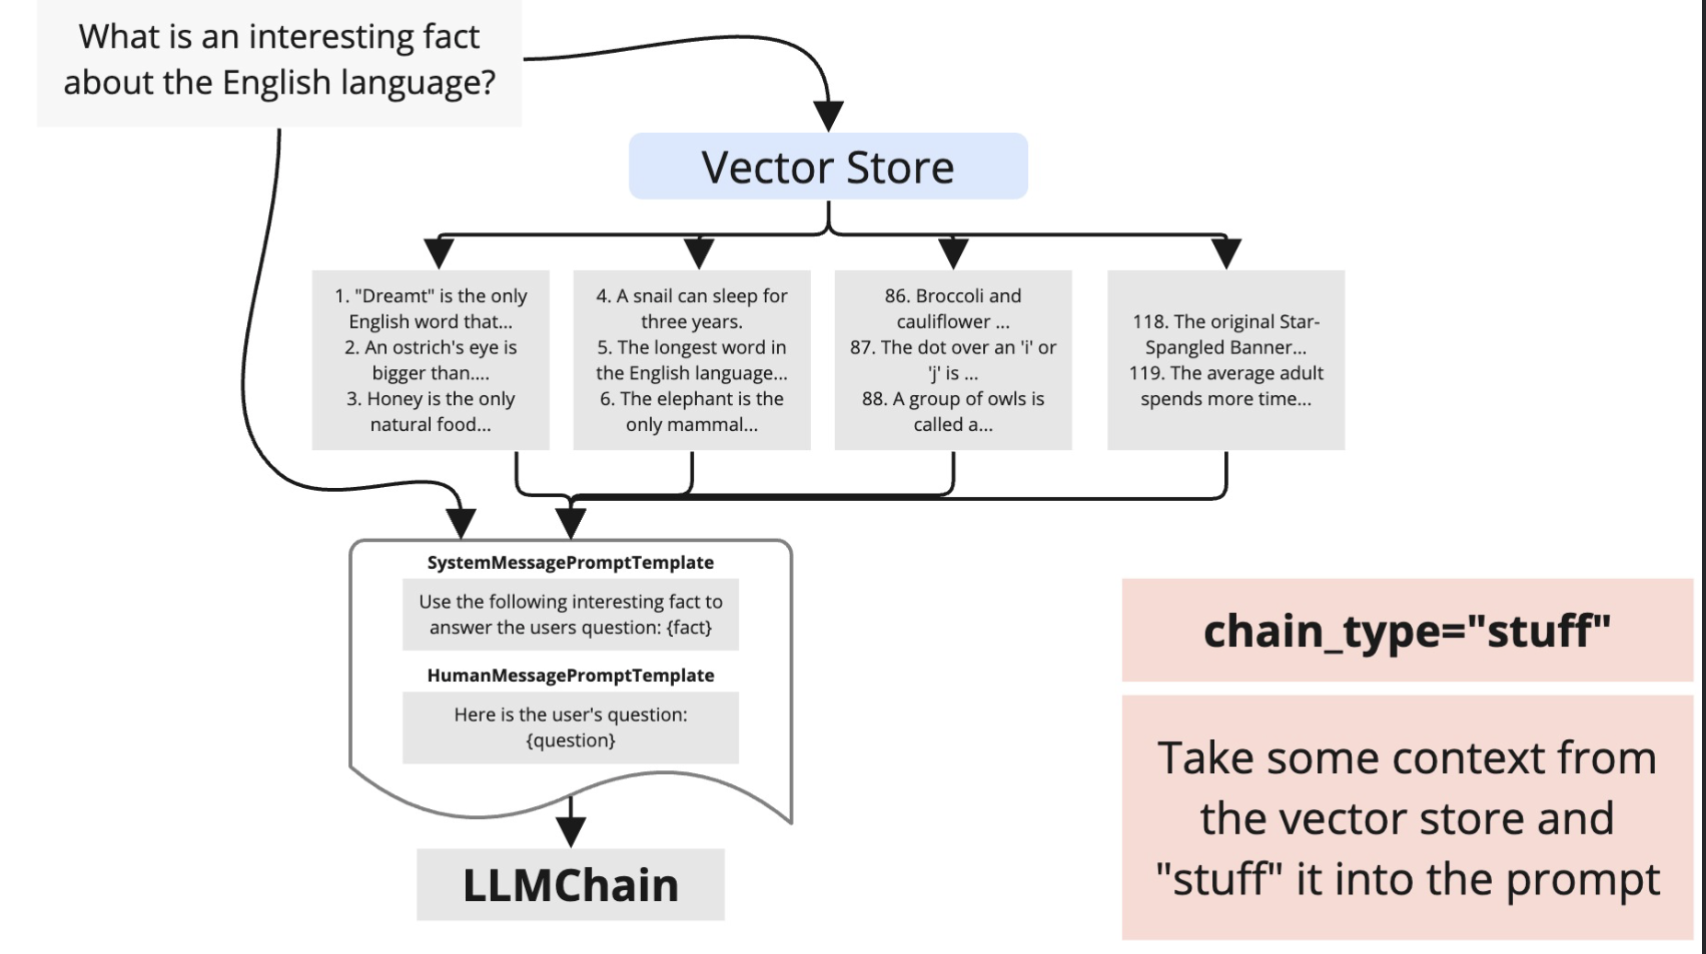 What is an interesting fact
about the English language?
Vector Store
1. "Dreamt" is the only
English word that...
2. An ostrich's eye is
bigger than....
3. Honey is the only
natural food...
4. A snail can sleep for
three years.
5. The longest word in
the English language...
6. The elephant is the
only mammal...
86. Broccoli and
cauliflower ...
87. The dot over an 'i' or
'j' is ...
88. A group of owls is
called a...
118. The original Star-
Spangled Banner...
119. The average adult
spends more time...
SystemMessagePromptTemplate
Use the following interesting fact to
answer the users question: {fact}
HumanMessagePromptTemplate
Here is the user's question:
{question}
LLMChain
chain_type="stuff"
Take some context from
the vector store and
"stuff" it into the prompt